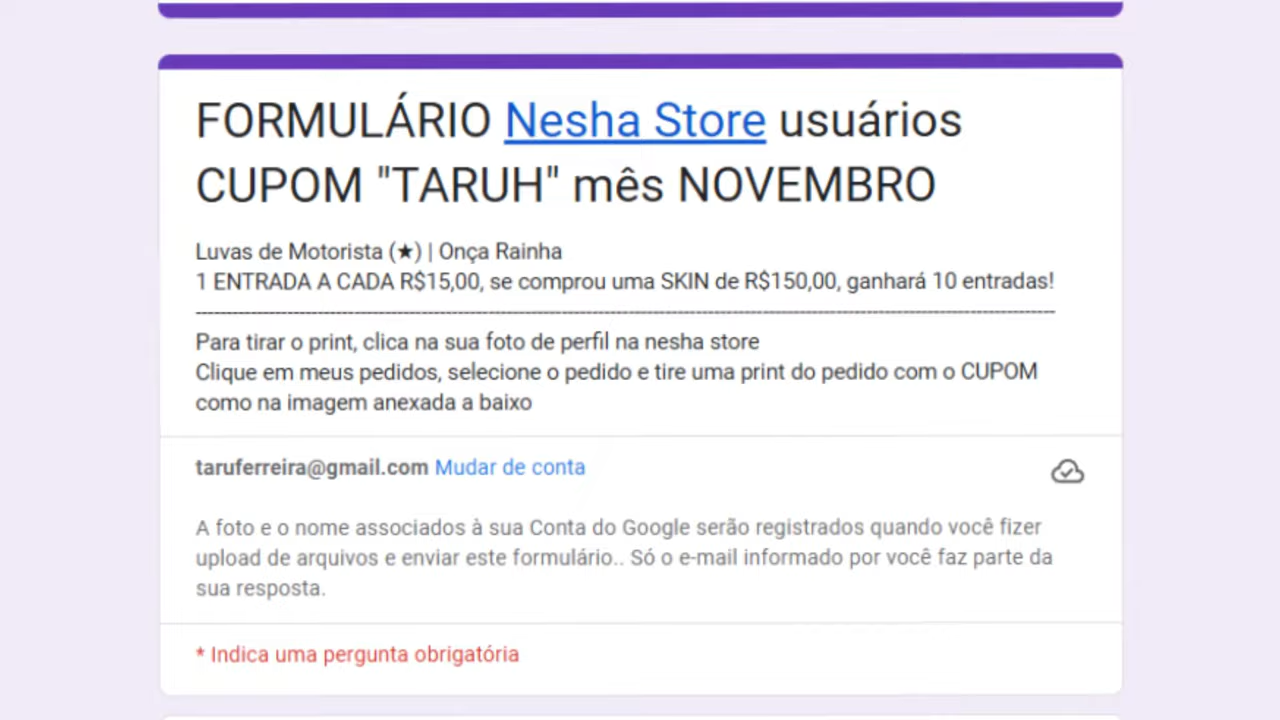 FORMULÁRIO Nesha Store usuários
CUPOM "TARUH" mês NOVEMBRO
Luvas de Motorista (★) | Onça Rainha
1 ENTRADA A CADA R$15,00, se comprou uma SKIN de R$150,00, ganhará 10 entradas!
Para tirar o print, clica na sua foto de perfil na nesha store
Clique em meus pedidos, selecione o pedido e tire uma print do pedido com o CUPOM
como na imagem anexada a baixo
taruferreira@gmail.com Mudar de conta
A foto e o nome associados à sua Conta do Google serão registrados quando você fizer
upload de arquivos e enviar este formulário.. Só o e-mail informado por você faz parte da
sua resposta.
* Indica uma pergunta obrigatória